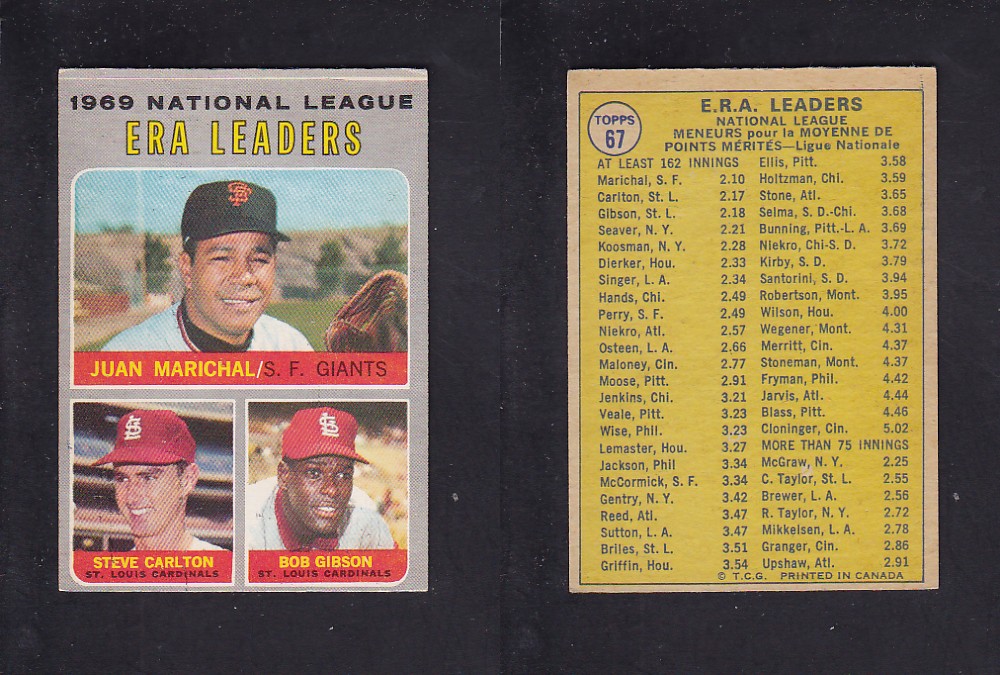 1969 NATIONAL LEAGUE
ERA LEADERS
SF
JUAN MARICHAL/S. F. GIANTS
STL
STEVE CARLTON
ST. LOUIS CARDINALS
STL
BOB GIBSON
ST. LOUIS CARDINALS
TOPPS
67
E.R.A. LEADERS
NATIONAL LEAGUE
MENEURS pour la MOYENNE DE
POINTS MÉRITÉS—Ligue Nationale
AT LEAST 162 INNINGS
Marichal, S. F. 2.10
Carlton, St. L. 2.17
Gibson, St. L. 2.18
Seaver, N. Y. 2.21
Koosman, N. Y. 2.28
Dierker, Hou. 2.33
Singer, L. A. 2.34
Hands, Chi. 2.49
Perry, S. F. 2.49
Niekro, Atl. 2.57
Osteen, L. A. 2.66
Maloney, Cin. 2.77
Moose, Pitt. 2.91
Jenkins, Chi. 3.21
Veale, Pitt. 3.23
Wise, Phil. 3.23
Lemaster, Hou. 3.27
Jackson, Phil 3.34
McCormick, S. F. 3.34
Gentry, N. Y. 3.42
Reed, Atl. 3.47
Sutton, L. A. 3.47
Briles, St. L. 3.51
Griffin, Hou. 3.54
Ellis, Pitt. 3.58
Holtzman, Chi. 3.59
Stone, Atl. 3.65
Selma, S. D.-Chi. 3.68
Bunning, Pitt.-L. A. 3.69
Niekro, Chi-S. D. 3.72
Kirby, S. D. 3.79
Santorini, S. D. 3.94
Robertson, Mont. 3.95
Wilson, Hou. 4.00
Wegener, Mont. 4.31
Merritt, Cin. 4.37
Stoneman, Mont. 4.37
Fryman, Phil. 4.42
Jarvis, Atl. 4.44
Blass, Pitt. 4.46
Cloninger, Cin. 5.02
MORE THAN 75 INNINGS
McGraw, N. Y. 2.25
C. Taylor, St. L. 2.55
Brewer, L. A. 2.56
R. Taylor, N. Y. 2.72
Mikkelsen, L. A. 2.78
Granger, Cin. 2.86
Upshaw, Atl. 2.91
© T.C.G. PRINTED IN CANADA